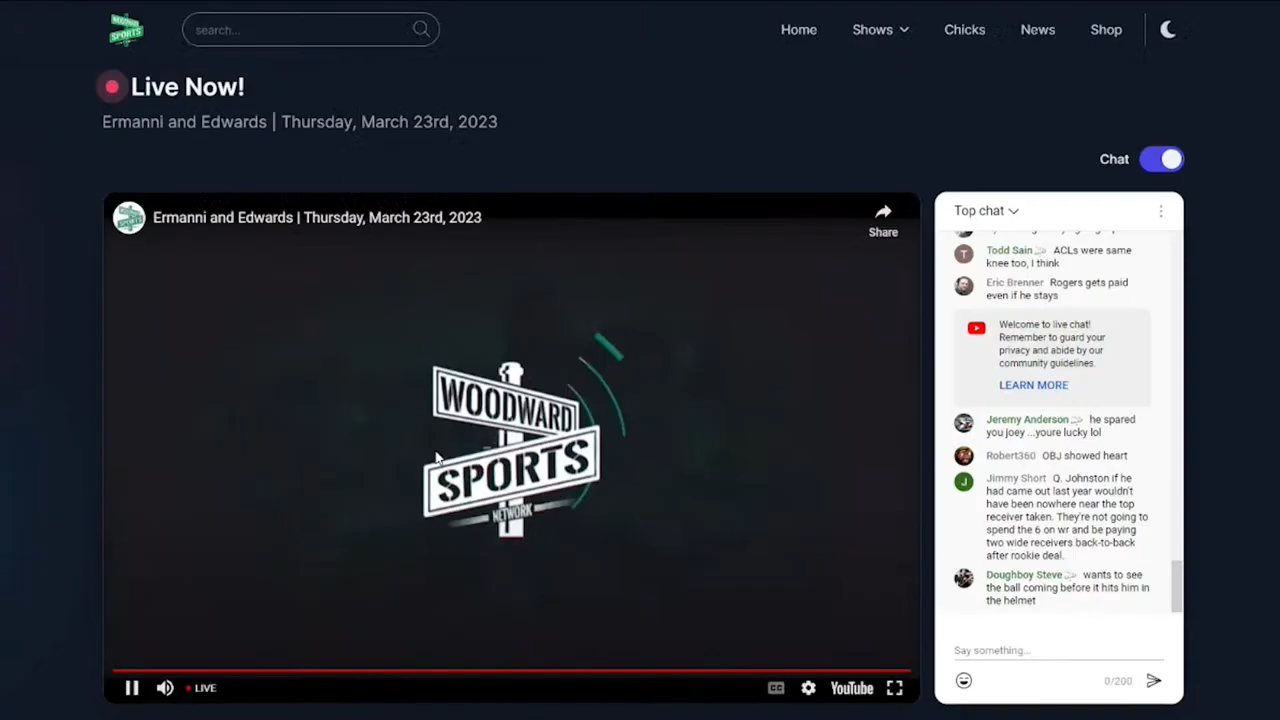 WOODWARD
SPORTS
search...
Home
Shows
Chicks
News
Shop
Live Now!
Ermanni and Edwards | Thursday, March 23rd, 2023
Chat
Ermanni and Edwards | Thursday, March 23rd, 2023
Share
WOODWARD
SPORTS
NETWORK
LIVE
CC
YouTube
Top chat
T
Todd Sain ACLs were same
knee too, I think
Eric Brenner Rogers gets paid
even if he stays
Welcome to live chat!
Remember to guard your
privacy and abide by our
community guidelines.
LEARN MORE
Jeremy Anderson he spared
you joey ...youre lucky lol
Robert360 OBJ showed heart
J
Jimmy Short Q. Johnston if he
had came out last year wouldn't
have been nowhere near the top
receiver taken. They're not going to
spend the 6 on wr and be paying
two wide receivers back-to-back
after rookie deal.
Doughboy Steve wants to see
the ball coming before it hits him in
the helmet
Say something...
0/200